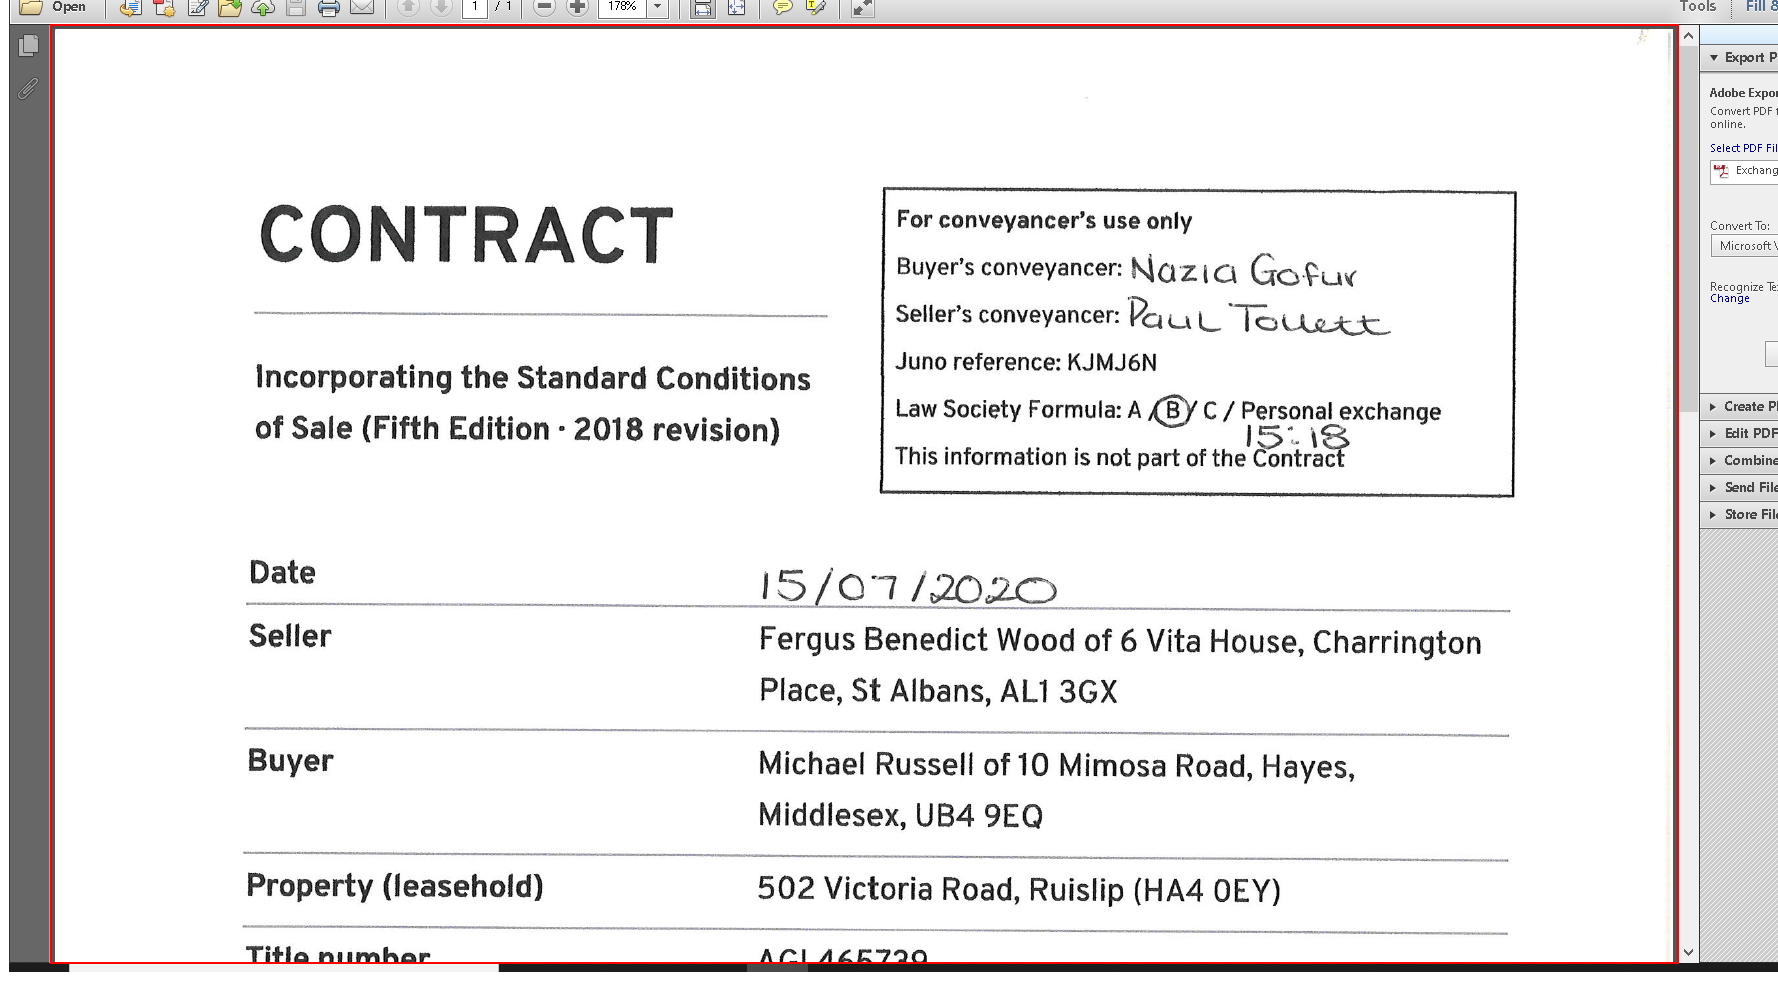 Open
1 / 1
178%
Tools
Fill &
Export P
Adobe Expor
Convert PDF
online.
Select PDF Fil
Exchang
Convert To:
Microsoft
Recognize Te
Change
Create P
Edit PDF
Combine
Send File
Store File
CONTRACT
Incorporating the Standard Conditions
of Sale (Fifth Edition · 2018 revision)
For conveyancer's use only
Buyer's conveyancer: Nazia Gofur
Seller's conveyancer: Paul Tollett
Juno reference: KJMJ6N
Law Society Formula: A / B / C / Personal exchange
15:18
This information is not part of the Contract
Date 15/07/2020
Seller Fergus Benedict Wood of 6 Vita House, Charrington
Place, St Albans, AL1 3GX
Buyer Michael Russell of 10 Mimosa Road, Hayes,
Middlesex, UB4 9EQ
Property (leasehold) 502 Victoria Road, Ruislip (HA4 0EY)
Title number AGL465739